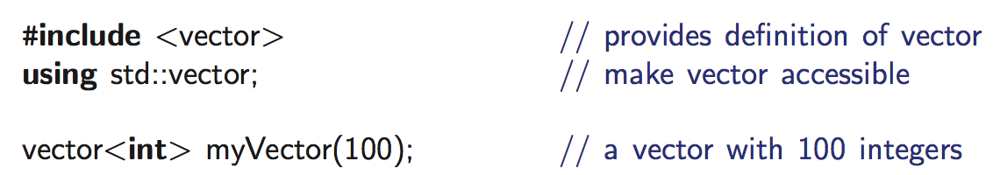 #include <vector> // provides definition of vector
using std::vector; // make vector accessible
vector<int> myVector(100); // a vector with 100 integers